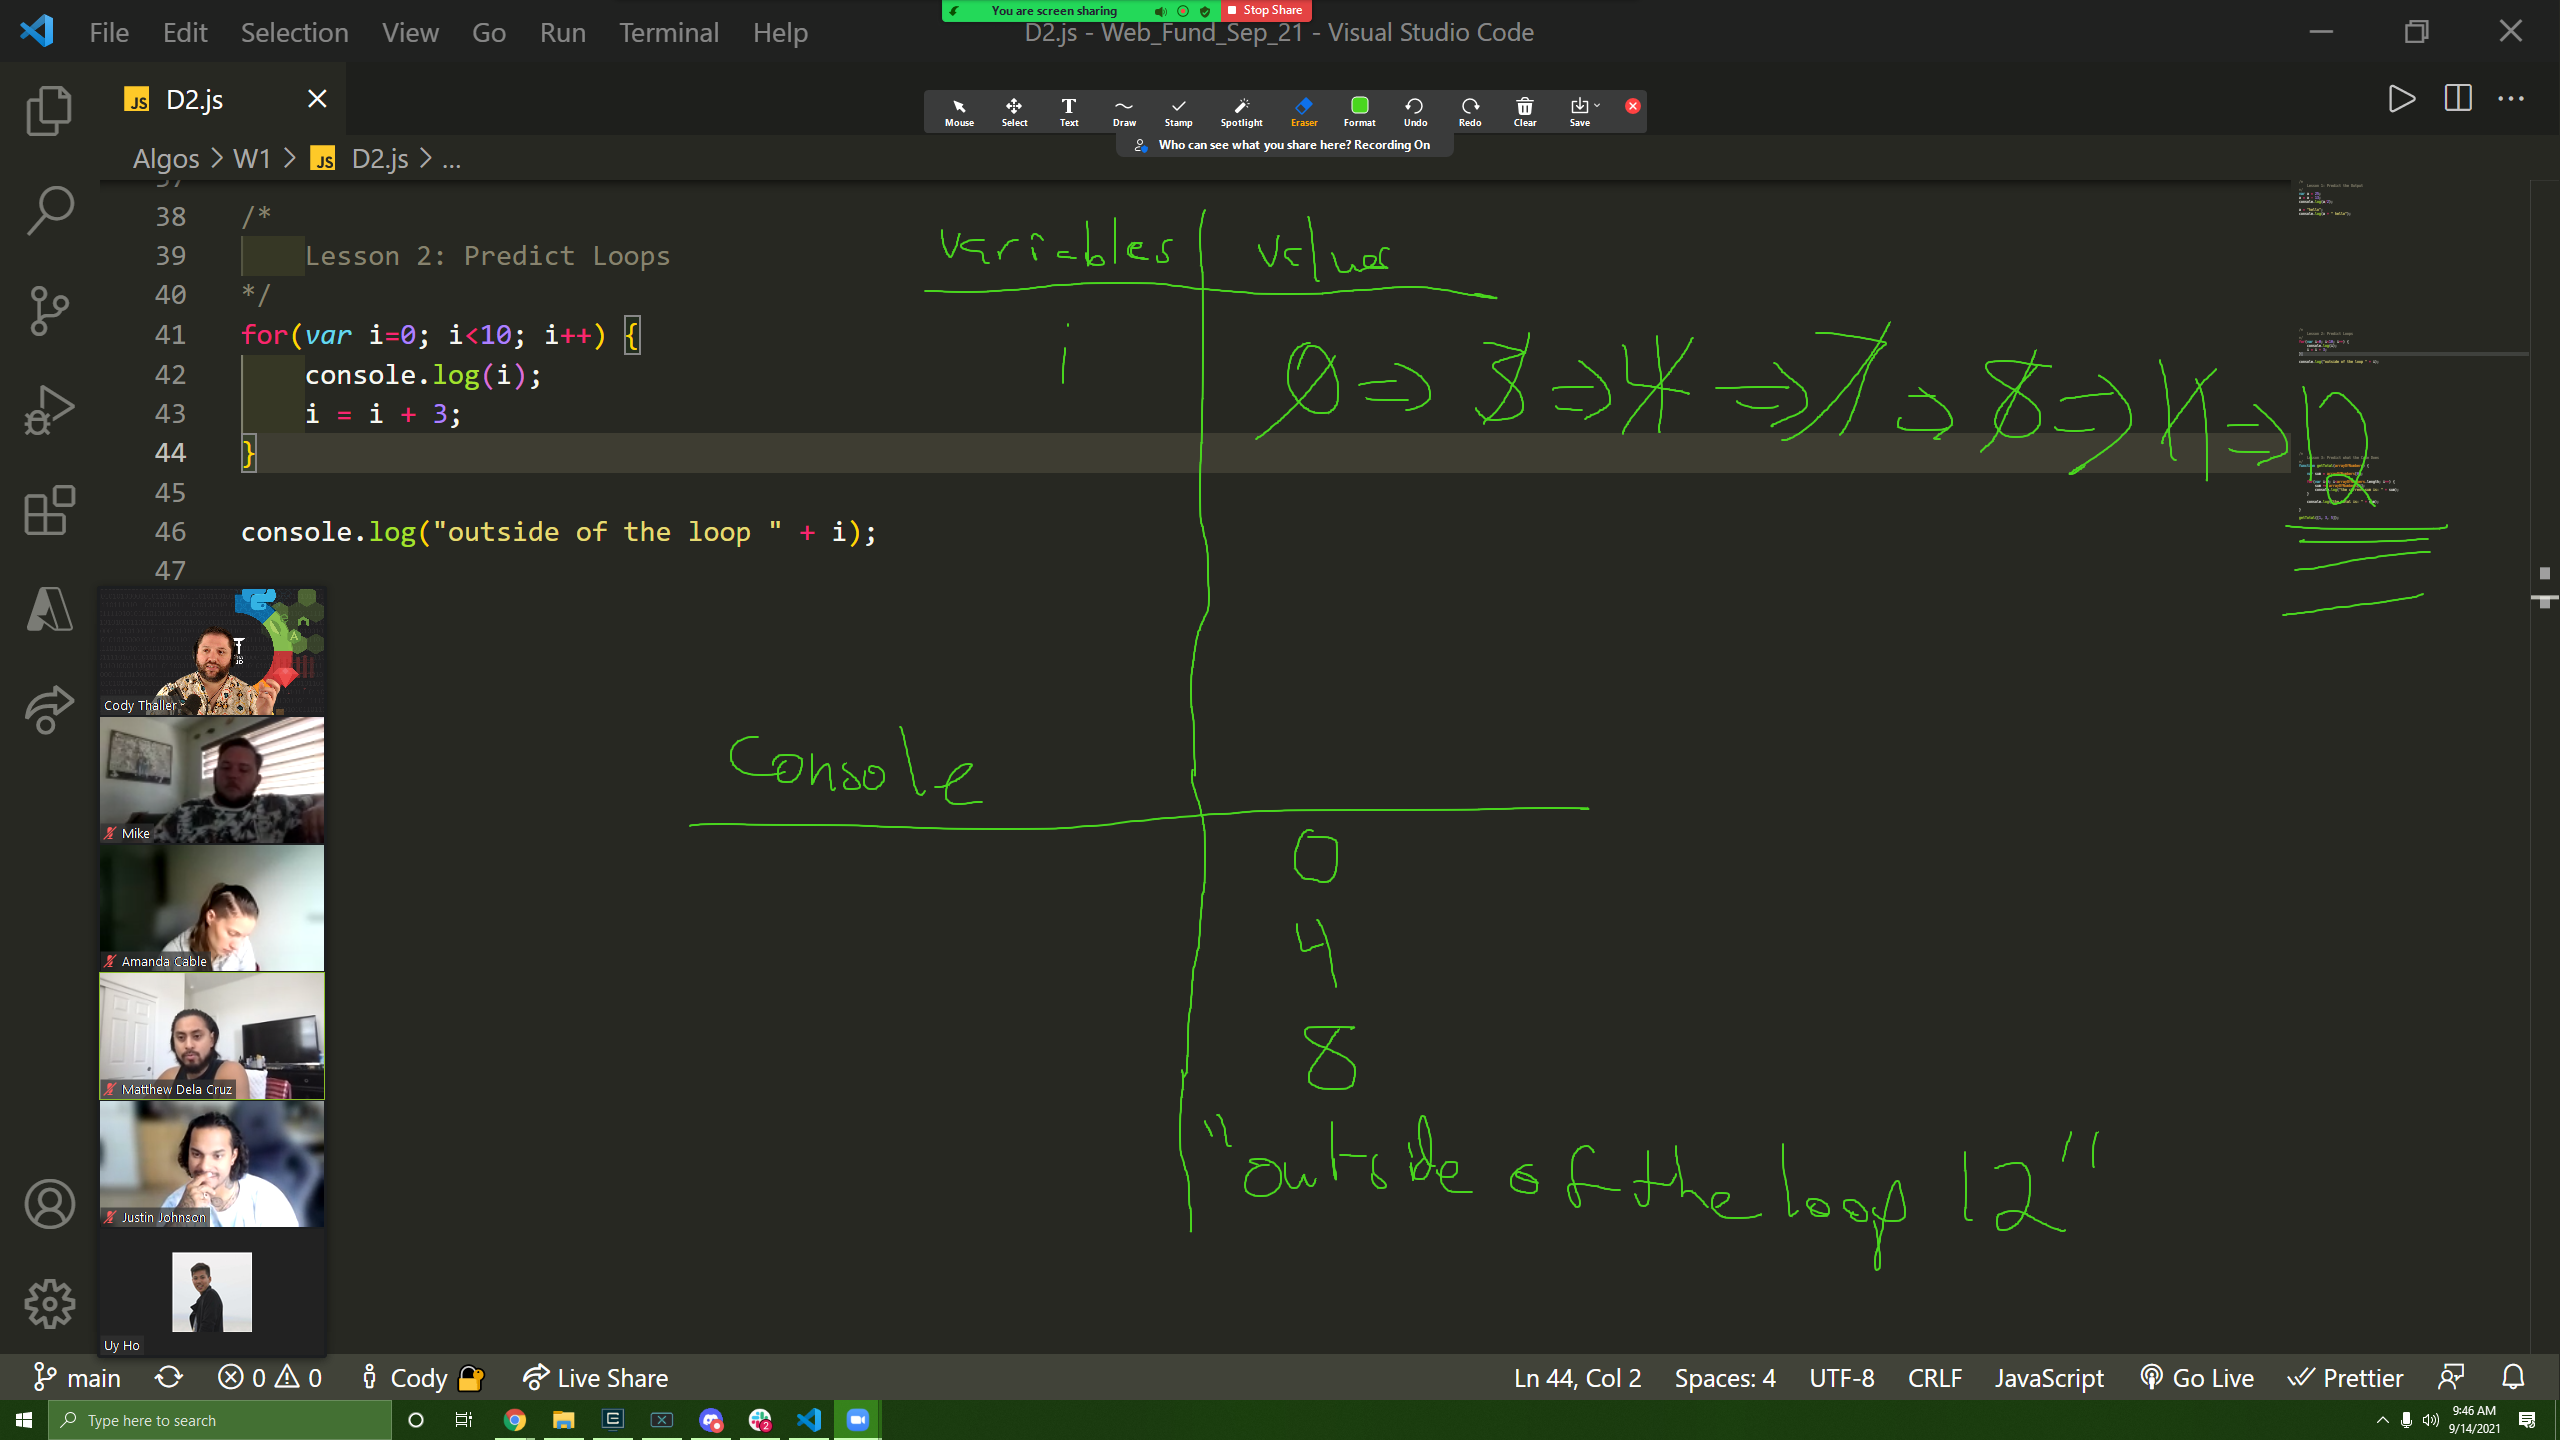 You are screen sharing
Stop Share
File Edit Selection View Go Run Terminal Help
D2.js - Web_Fund_Sep_21 - Visual Studio Code
JS D2.js
Mouse Select Text Draw Stamp Spotlight Eraser Format Undo Redo Clear Save
Who can see what you share here? Recording On
Algos > W1 > JS D2.js > ...
38 /*
39 Lesson 2: Predict Loops
40 */
41 for(var i=0; i<10; i++) {
42 console.log(i);
43 i = i + 3;
44 }
45
46 console.log("outside of the loop " + i);
47
variables values
i 0 => 3 => 4 => 7 => 8 => 11 => 12
Console
0
4
8
"outside of the loop 12"
Cody Thaller
Mike
Amanda Cable
Matthew Dela Cruz
Justin Johnson
Uy Ho
main 0 0 Cody Live Share
Ln 44, Col 2 Spaces: 4 UTF-8 CRLF JavaScript Go Live Prettier
Type here to search
2
9:46 AM
9/14/2021